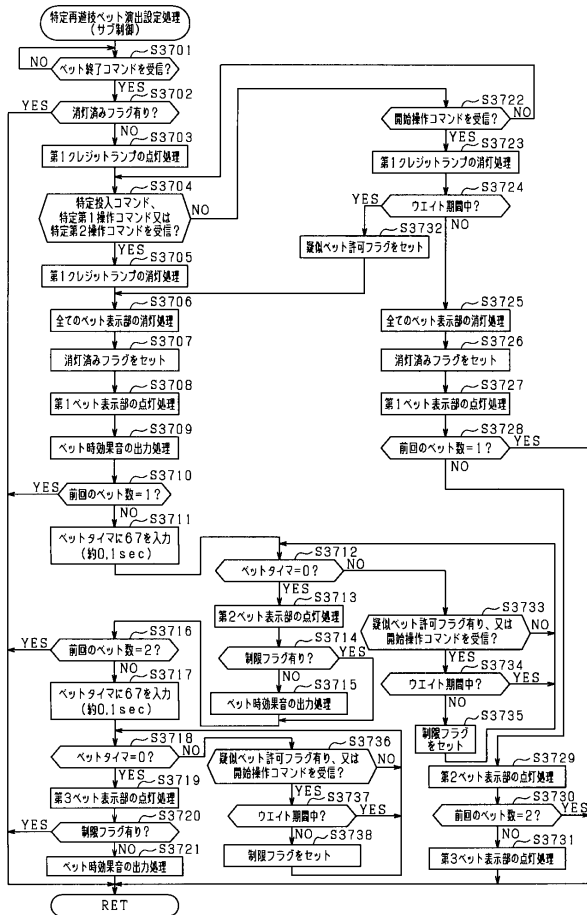 特定再遊技ベット演出設定処理
(サブ制御)
S3701
ベット終了コマンドを受信?
NO
YES
S3702
消灯済みフラグ有り?
YES
NO
S3703
第1クレジットランプの点灯処理
S3704
特定投入コマンド、
特定第1操作コマンド又は
特定第2操作コマンドを受信?
NO
YES
S3705
第1クレジットランプの消灯処理
S3706
全てのベット表示部の消灯処理
S3707
消灯済みフラグをセット
S3708
第1ベット表示部の点灯処理
S3709
ベット時効果音の出力処理
S3710
前回のベット数=1?
YES
NO
S3711
ベットタイマに67を入力
(約0.1sec)
S3712
ベットタイマ=0?
NO
YES
S3713
第2ベット表示部の点灯処理
S3714
制限フラグ有り?
YES
NO
S3715
ベット時効果音の出力処理
S3716
前回のベット数=2?
YES
NO
S3717
ベットタイマに67を入力
(約0.1sec)
S3718
ベットタイマ=0?
NO
YES
S3719
第3ベット表示部の点灯処理
S3720
制限フラグ有り?
YES
NO
S3721
ベット時効果音の出力処理
RET
S3722
開始操作コマンドを受信?
NO
YES
S3723
第1クレジットランプの消灯処理
S3724
ウエイト期間中?
YES
NO
S3732
疑似ベット許可フラグをセット
S3725
全てのベット表示部の消灯処理
S3726
消灯済みフラグをセット
S3727
第1ベット表示部の点灯処理
S3728
前回のベット数=1?
YES
NO
S3733
疑似ベット許可フラグ有り、又は
開始操作コマンドを受信?
NO
YES
S3734
ウエイト期間中?
YES
NO
S3735
制限フラグ
をセット
S3729
第2ベット表示部の点灯処理
S3730
前回のベット数=2?
YES
NO
S3731
第3ベット表示部の点灯処理
S3736
疑似ベット許可フラグ有り、又は
開始操作コマンドを受信?
NO
YES
S3737
ウエイト期間中?
YES
NO
S3738
制限フラグをセット